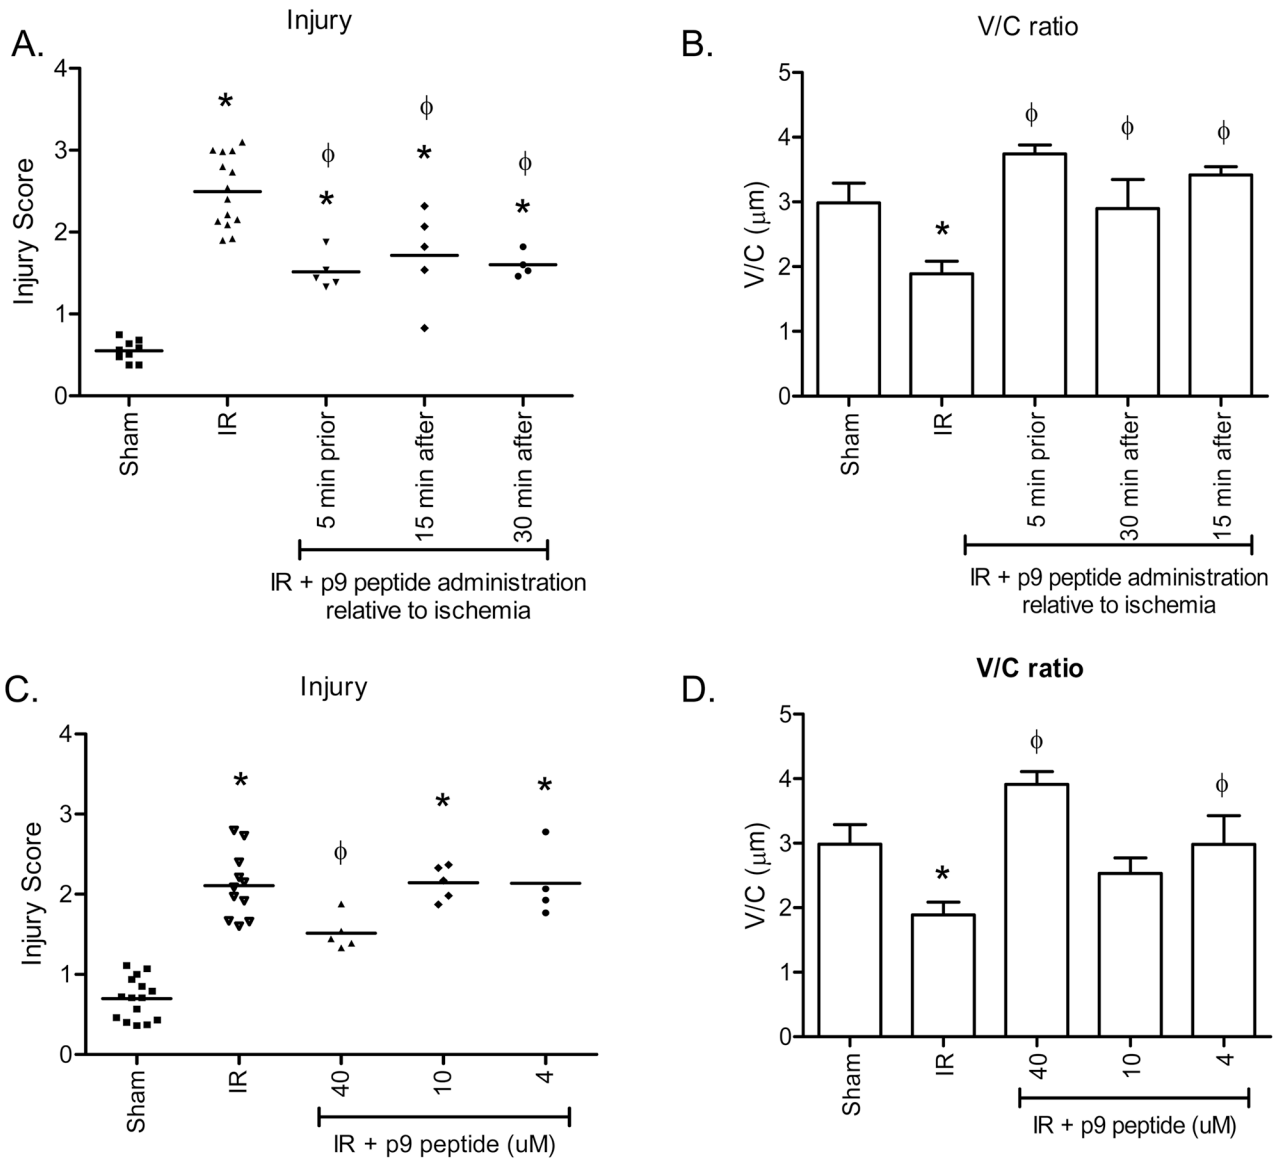 A.
Injury
Injury Score
4
3
2
1
0
*
ϕ
*
ϕ
*
ϕ
*
Sham
IR
5 min prior
15 min after
30 min after
IR + p9 peptide administration
relative to ischemia
B.
V/C ratio
V/C (μm)
5
4
3
2
1
0
*
ϕ
ϕ
ϕ
Sham
IR
5 min prior
30 min after
15 min after
IR + p9 peptide administration
relative to ischemia
C.
Injury
Injury Score
4
3
2
1
0
*
ϕ
*
*
Sham
IR
40
10
4
IR + p9 peptide (uM)
D.
V/C ratio
V/C (μm)
5
4
3
2
1
0
*
ϕ
ϕ
Sham
IR
40
10
4
IR + p9 peptide (uM)